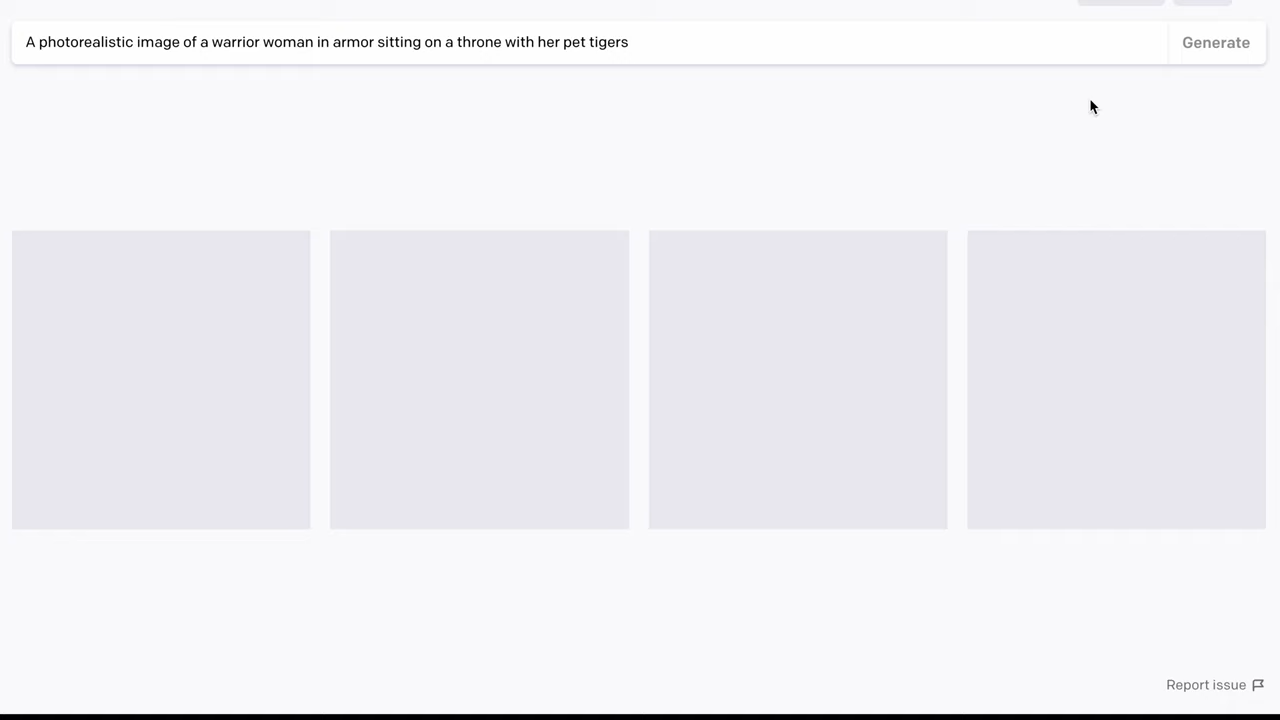 A photorealistic image of a warrior woman in armor sitting on a throne with her pet tigers
Generate
Report issue